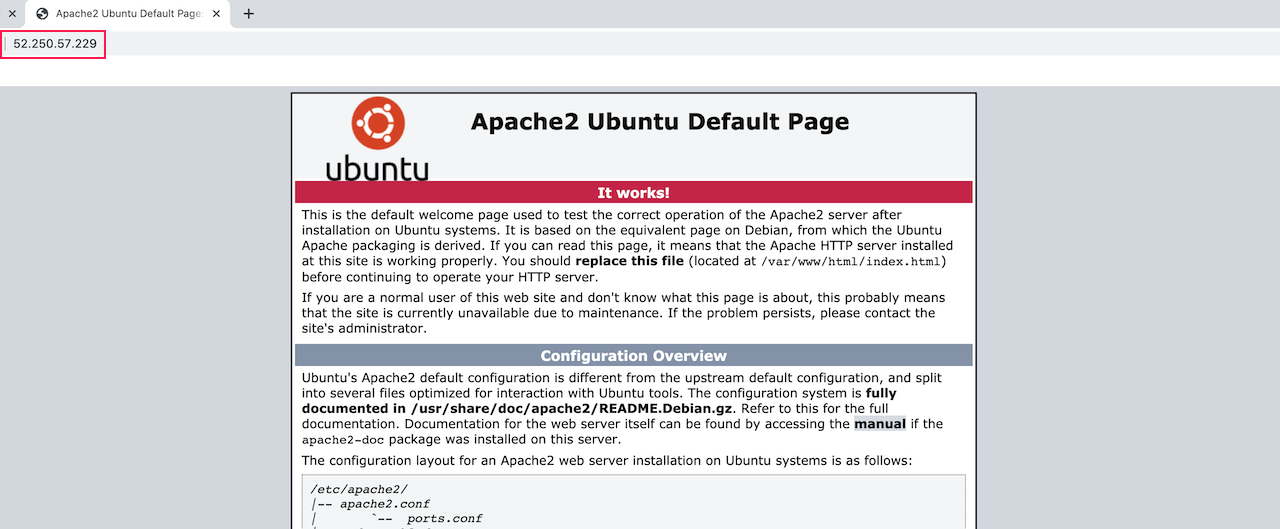 Apache2 Ubuntu Default Page:
52.250.57.229
ubuntu
Apache2 Ubuntu Default Page
It works!
This is the default welcome page used to test the correct operation of the Apache2 server after
installation on Ubuntu systems. It is based on the equivalent page on Debian, from which the Ubuntu
Apache packaging is derived. If you can read this page, it means that the Apache HTTP server installed
at this site is working properly. You should replace this file (located at /var/www/html/index.html)
before continuing to operate your HTTP server.
If you are a normal user of this web site and don't know what this page is about, this probably means
that the site is currently unavailable due to maintenance. If the problem persists, please contact the
site's administrator.
Configuration Overview
Ubuntu's Apache2 default configuration is different from the upstream default configuration, and split
into several files optimized for interaction with Ubuntu tools. The configuration system is fully
documented in /usr/share/doc/apache2/README.Debian.gz. Refer to this for the full
documentation. Documentation for the web server itself can be found by accessing the manual if the
apache2-doc package was installed on this server.
The configuration layout for an Apache2 web server installation on Ubuntu systems is as follows:
/etc/apache2/
|-- apache2.conf
|       `--  ports.conf